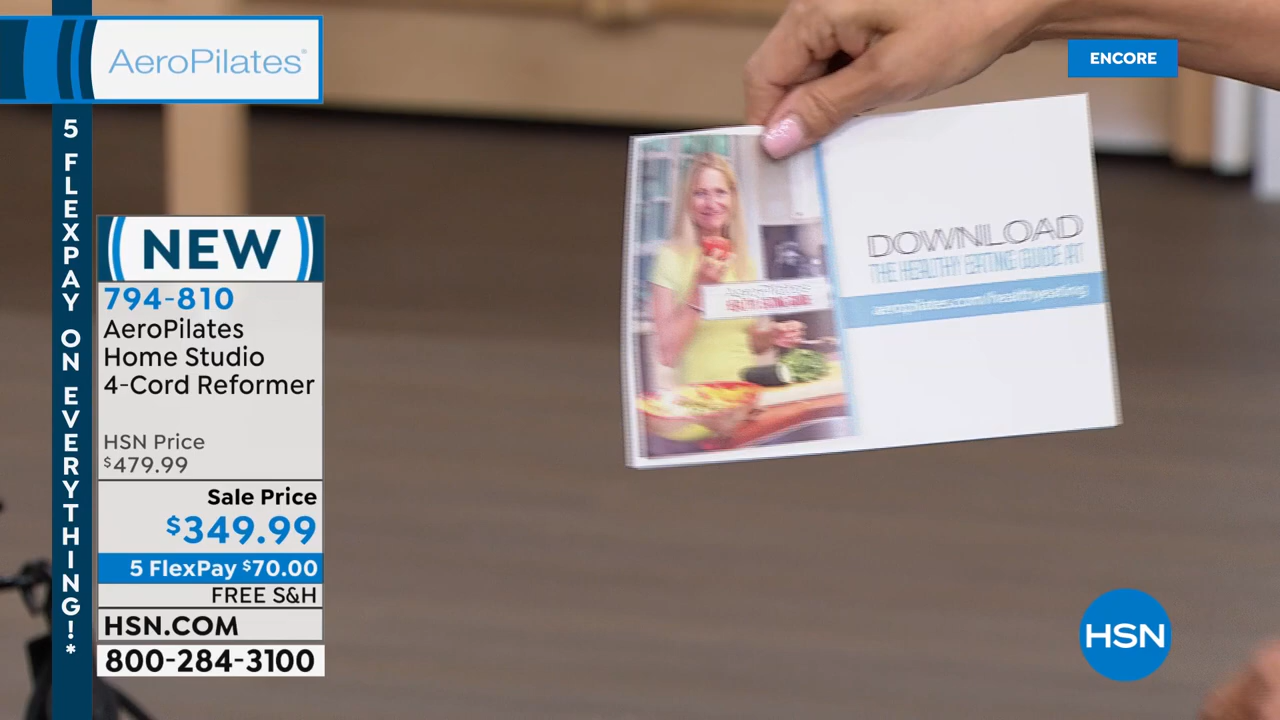 AeroPilates®
ENCORE
5 FLEXPAY ON EVERYTHING!*
NEW
794-810
AeroPilates
Home Studio
4-Cord Reformer
HSN Price
$479.99
Sale Price
$349.99
5 FlexPay $70.00
FREE S&H
HSN.COM
800-284-3100
DOWNLOAD
THE HEALTHY EATING GUIDE AT
aeropilates.com/healthyeating
HSN